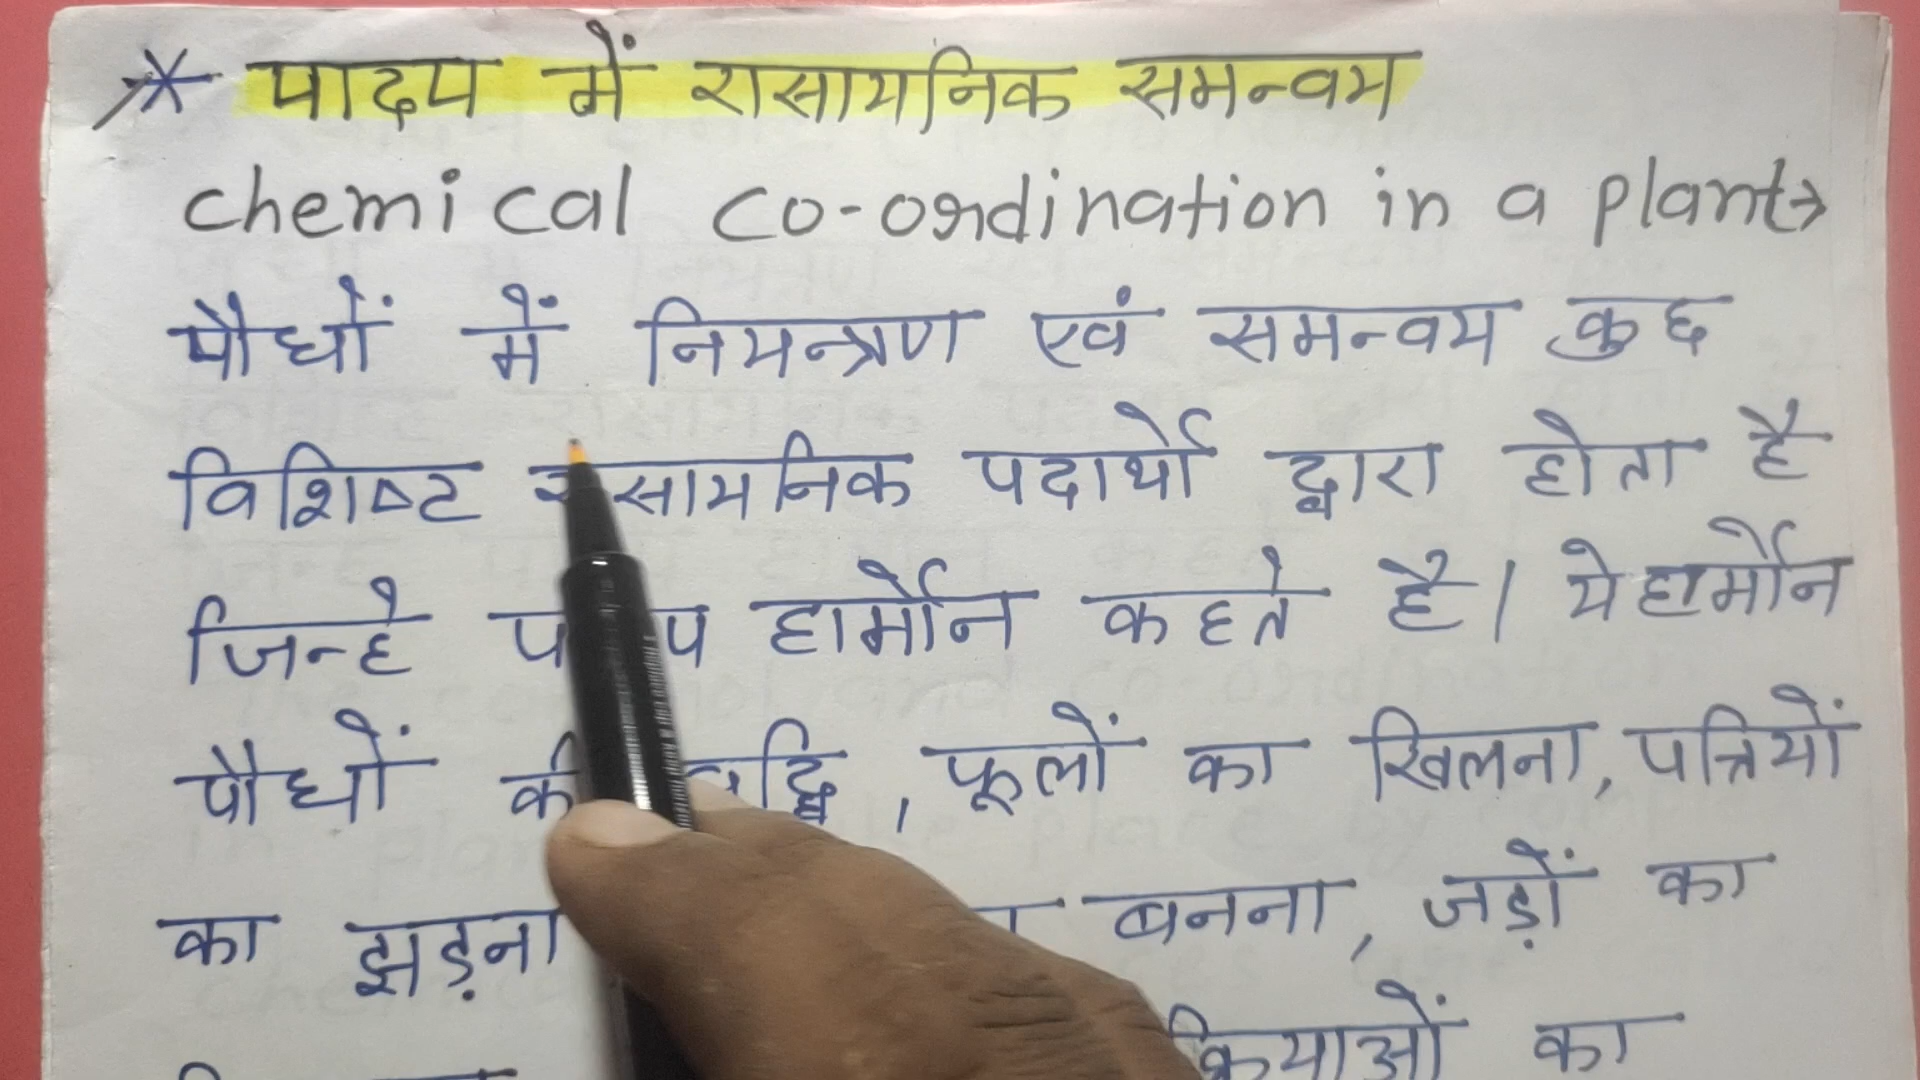 * पादप में रासायनिक समन्वय
chemical co-ordination in a plant→
पौधों में नियन्त्रण एवं समन्वय कुछ
विशिष्ट रासायनिक पदार्थो द्वारा होता है
जिन्हे हार्मोन कहते है। ये हार्मोन
पौधों की वृद्धि, फूलों का खिलना, पत्तियों
का झड़ना बनना, जड़ों का
क्रियाओं का